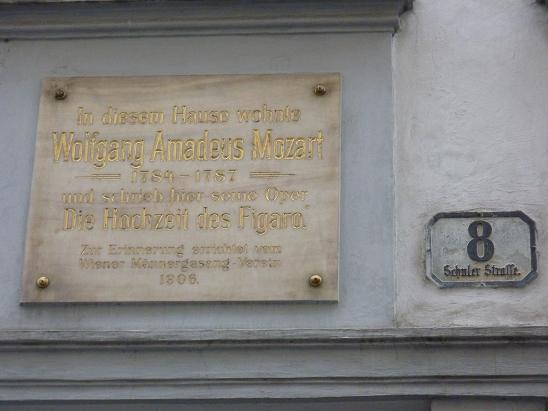 In diesem Hause wohnte
Wolfgang Amadeus Mozart
1784-1787
und schrieb hier seine Oper
"Die Hochzeit des Figaro."
Zur Erinnerung errichtet vom
Wiener Männergesang-Verein
1906.
8
Schuler Strasse